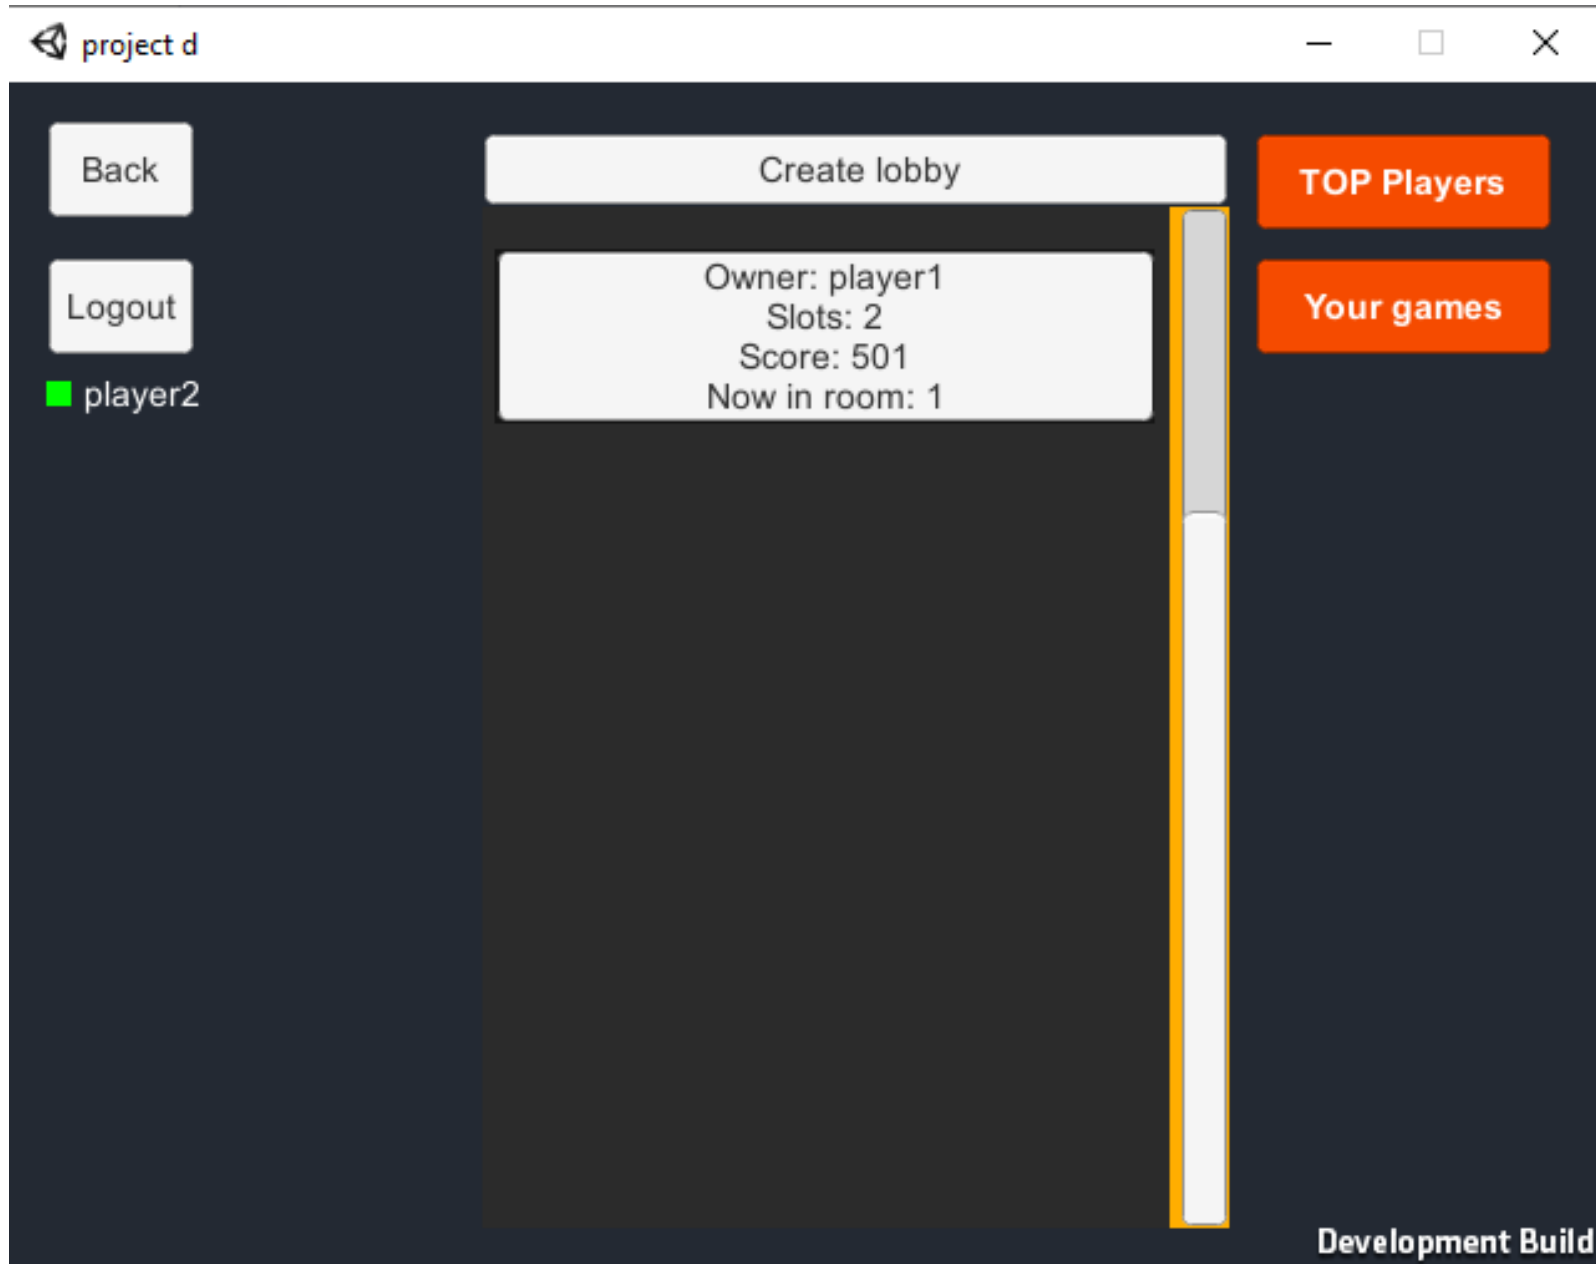 project d
Back
Create lobby
TOP Players
Logout
Owner: player1
Slots: 2
Score: 501
Now in room: 1
Your games
player2
Development Build